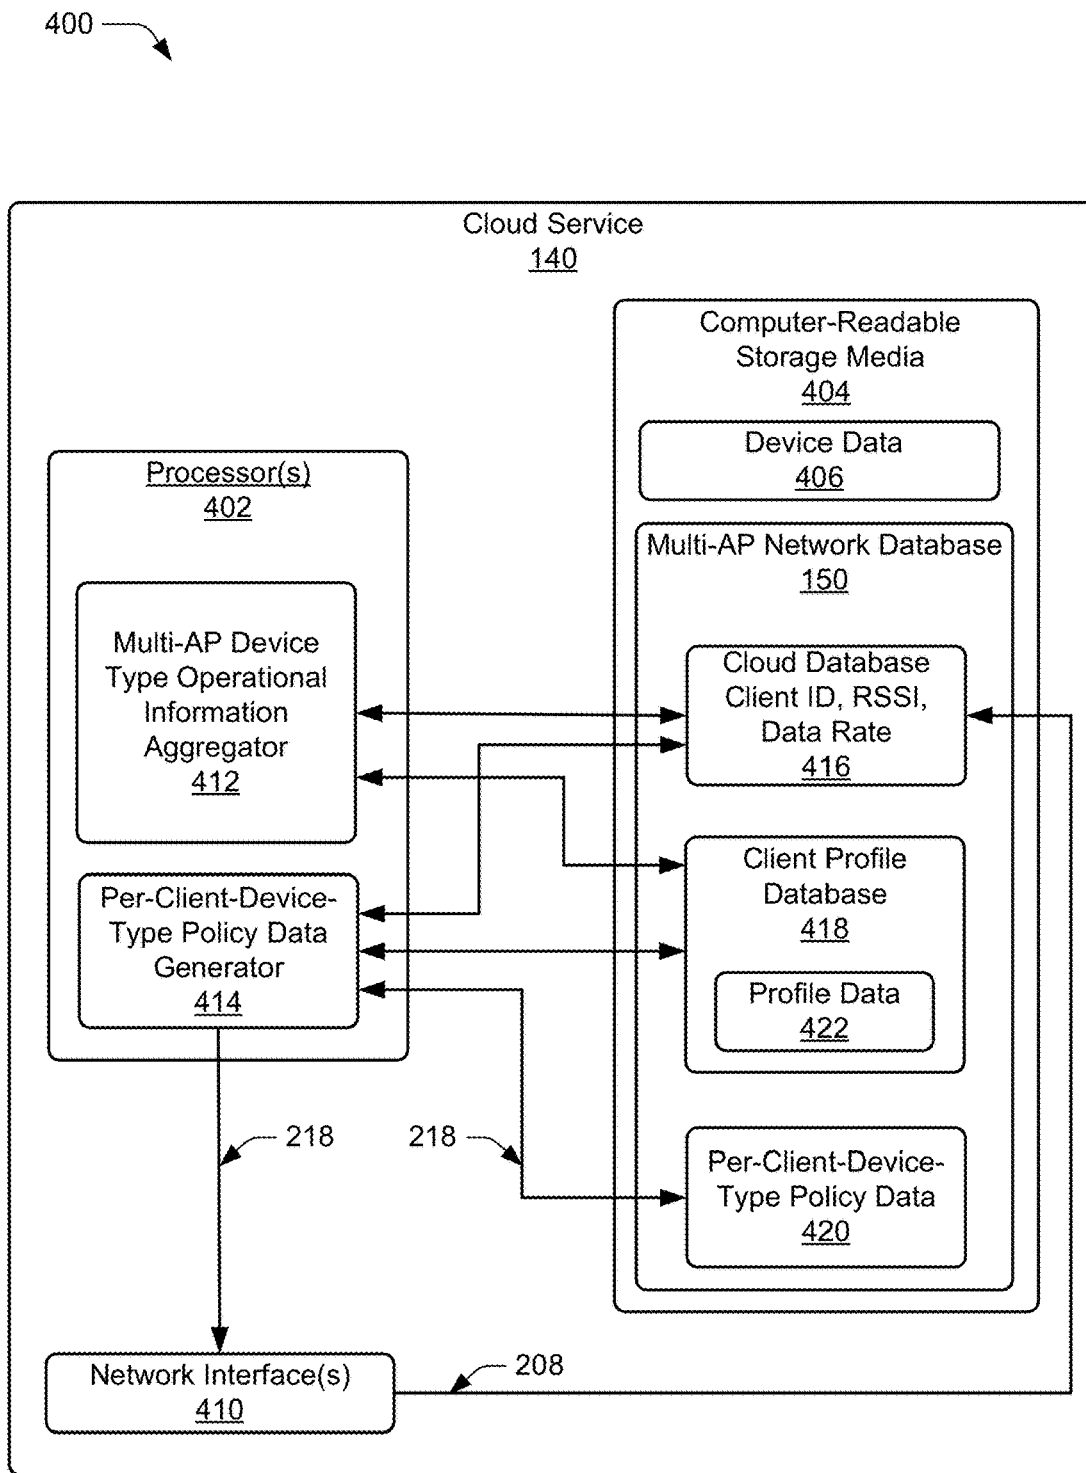 400
Cloud Service
140
Computer-Readable
Storage Media
404
Device Data
406
Processor(s)
402
Multi-AP Network Database
150
Multi-AP Device
Type Operational
Information
Aggregator
412
Cloud Database
Client ID, RSSI,
Data Rate
416
Client Profile
Database
418
Per-Client-Device-
Type Policy Data
Generator
414
Profile Data
422
218
218
Per-Client-Device-
Type Policy Data
420
Network Interface(s)
410
208